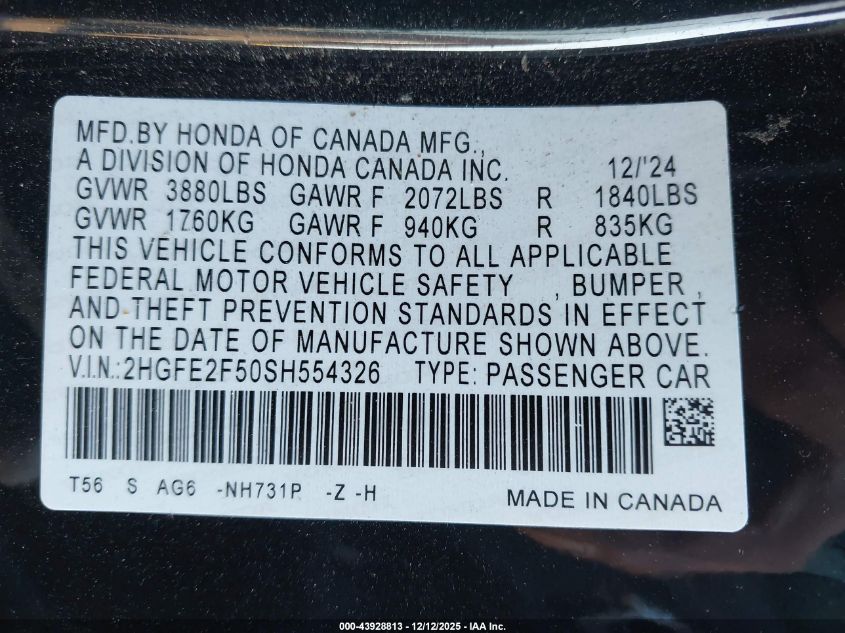 MFD.BY HONDA OF CANADA MFG.,
A DIVISION OF HONDA CANADA INC. 12/'24
GVWR 3880LBS GAWR F 2072LBS R 1840LBS
GVWR 1760KG GAWR F 940KG R 835KG
THIS VEHICLE CONFORMS TO ALL APPLICABLE
FEDERAL MOTOR VEHICLE SAFETY , BUMPER ,
AND THEFT PREVENTION STANDARDS IN EFFECT
ON THE DATE OF MANUFACTURE SHOWN ABOVE.
V.I.N.:2HGFE2F50SH554326 TYPE: PASSENGER CAR
T56 S AG6 -NH731P -Z -H MADE IN CANADA
000-43928813 - 12/12/2025 - IAA Inc.